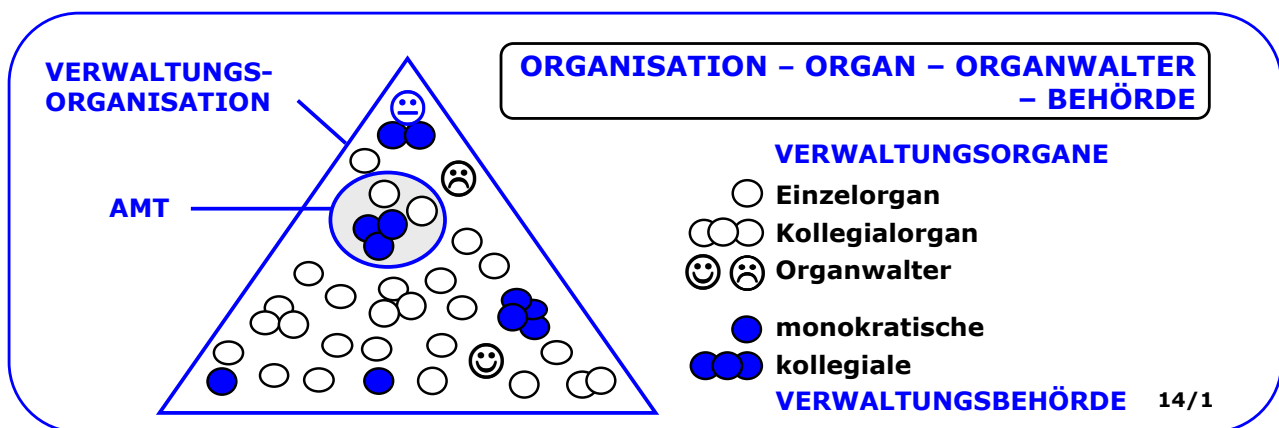 ORGANISATION – ORGAN – ORGANWALTER
– BEHÖRDE
VERWALTUNGS-
ORGANISATION
AMT
VERWALTUNGSORGANE
Einzelorgan
Kollegialorgan
Organwalter
monokratische
kollegiale
VERWALTUNGSBEHÖRDE
14/1